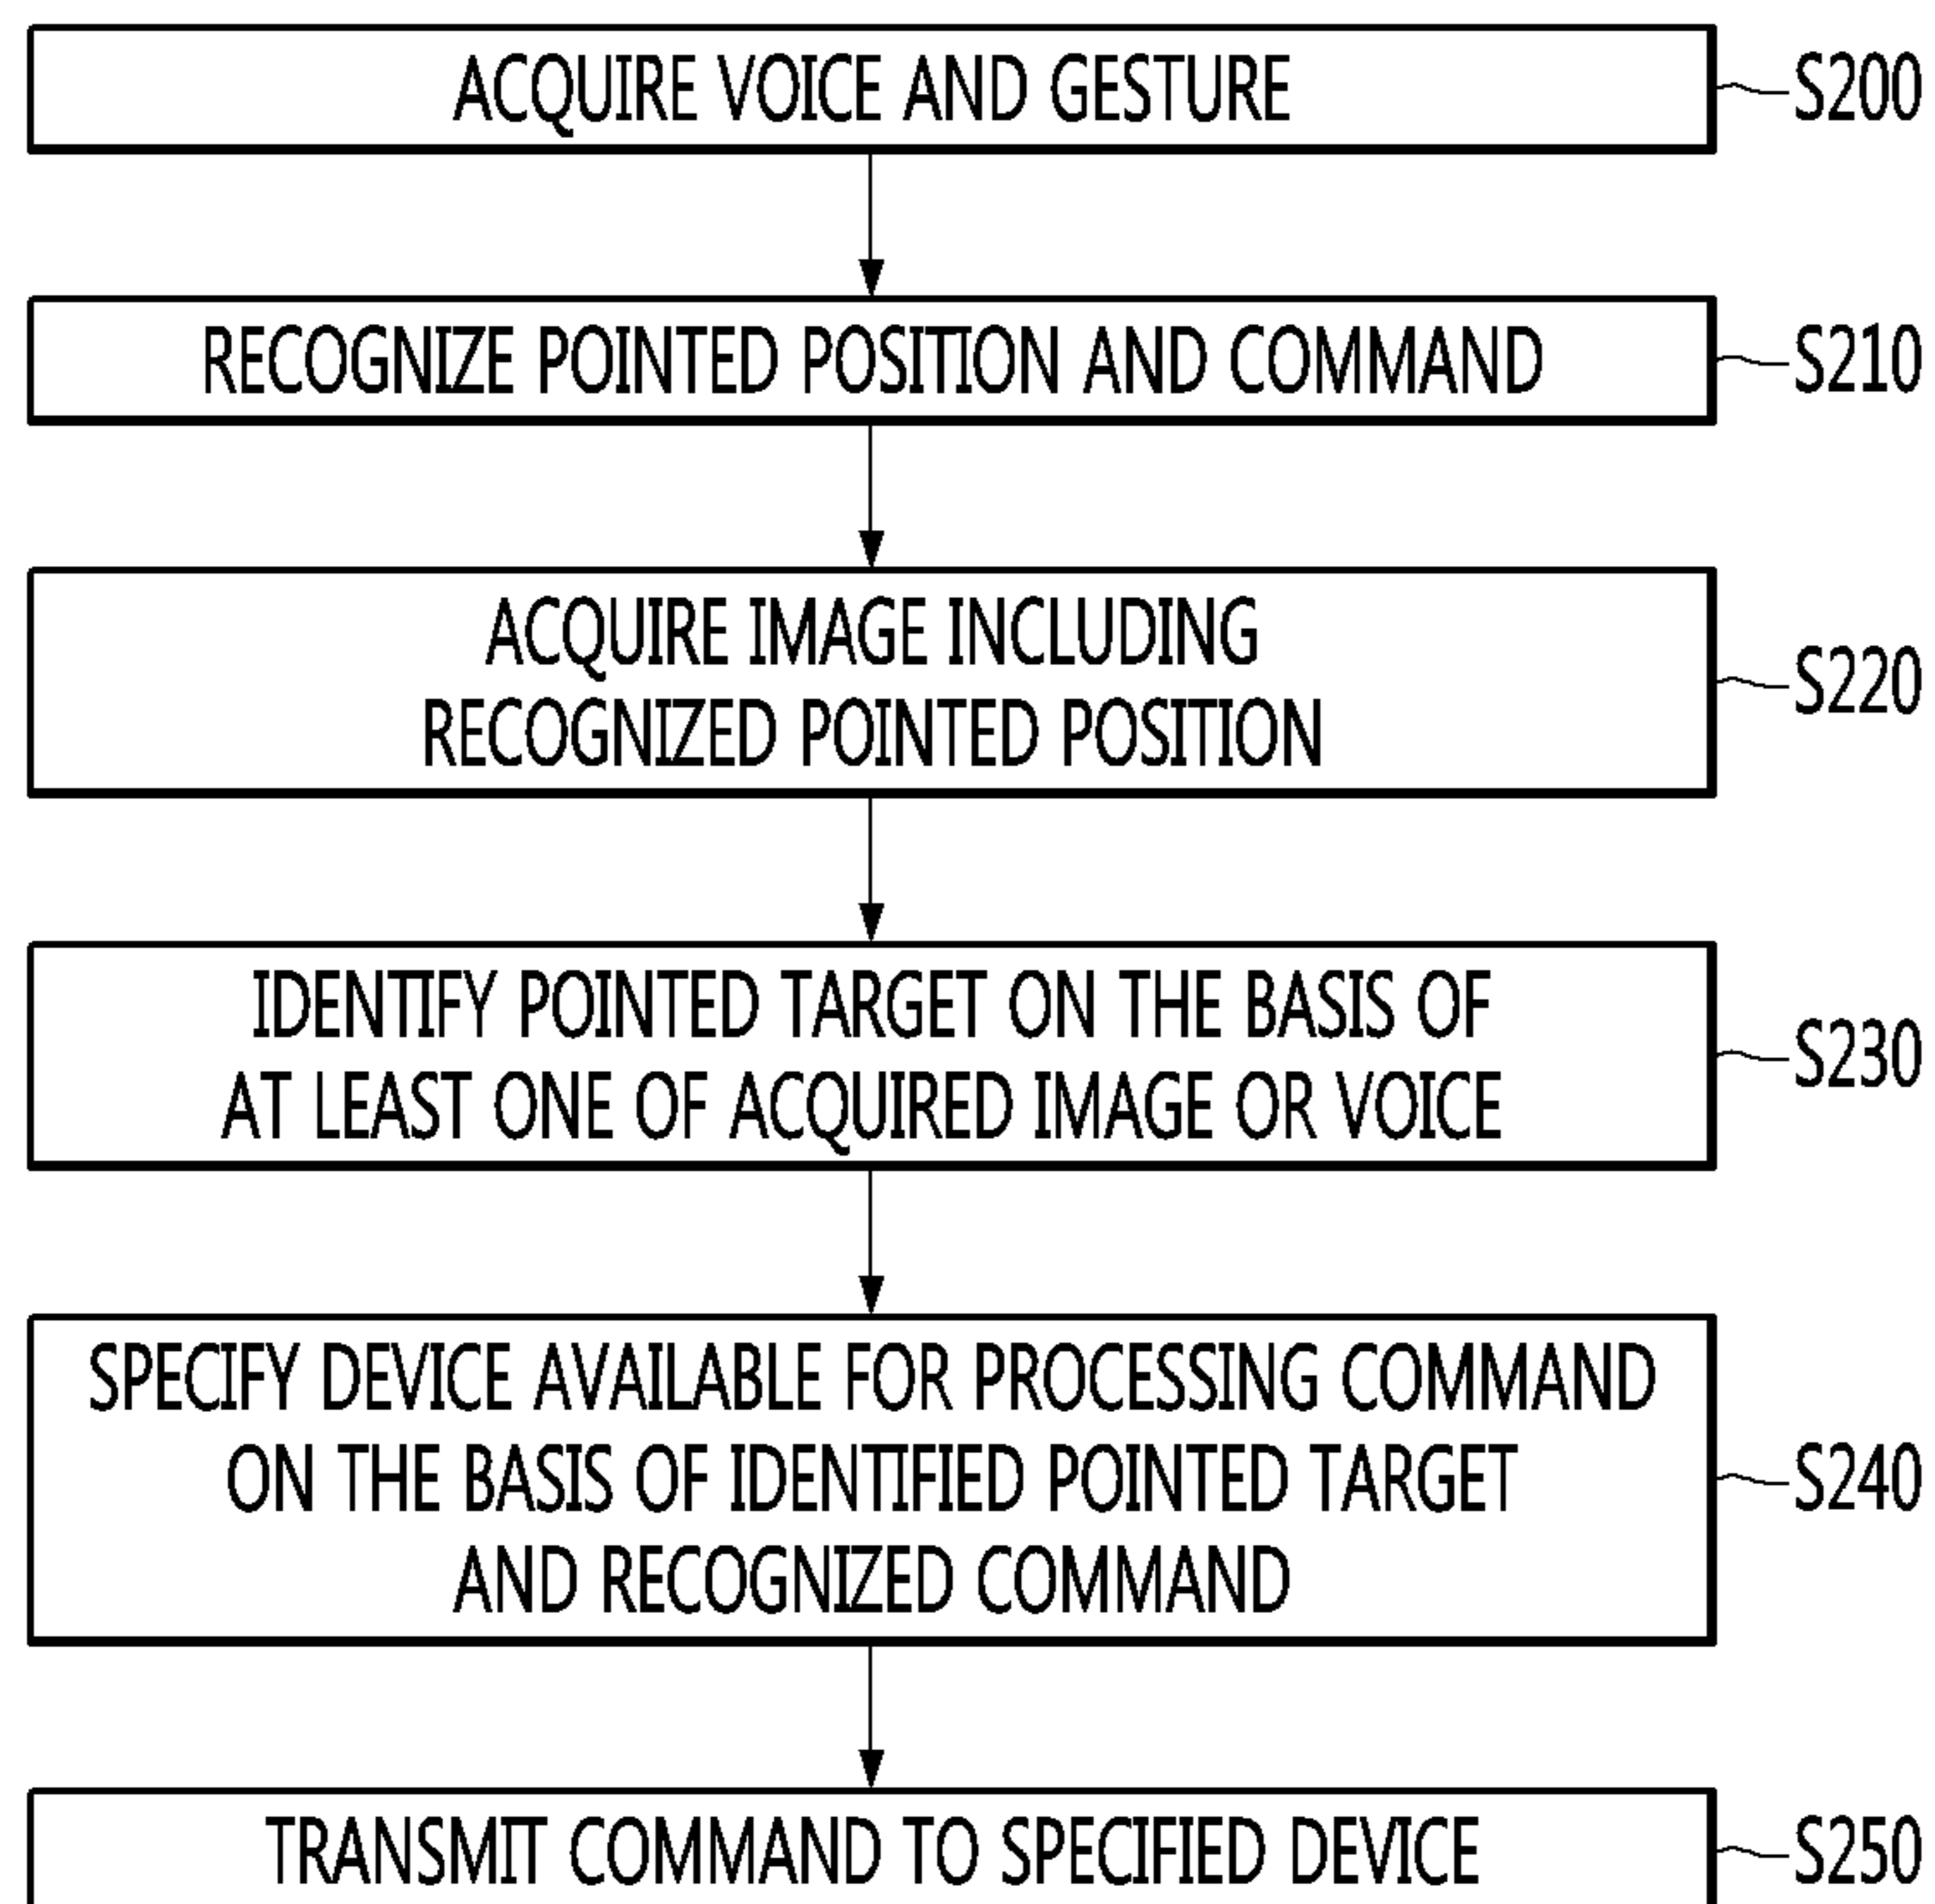 ACQUIRE VOICE AND GESTURE
S200
RECOGNIZE POINTED POSITION AND COMMAND
S210
ACQUIRE IMAGE INCLUDING
RECOGNIZED POINTED POSITION
S220
IDENTIFY POINTED TARGET ON THE BASIS OF
AT LEAST ONE OF ACQUIRED IMAGE OR VOICE
S230
SPECIFY DEVICE AVAILABLE FOR PROCESSING COMMAND
ON THE BASIS OF IDENTIFIED POINTED TARGET
AND RECOGNIZED COMMAND
S240
TRANSMIT COMMAND TO SPECIFIED DEVICE
S250